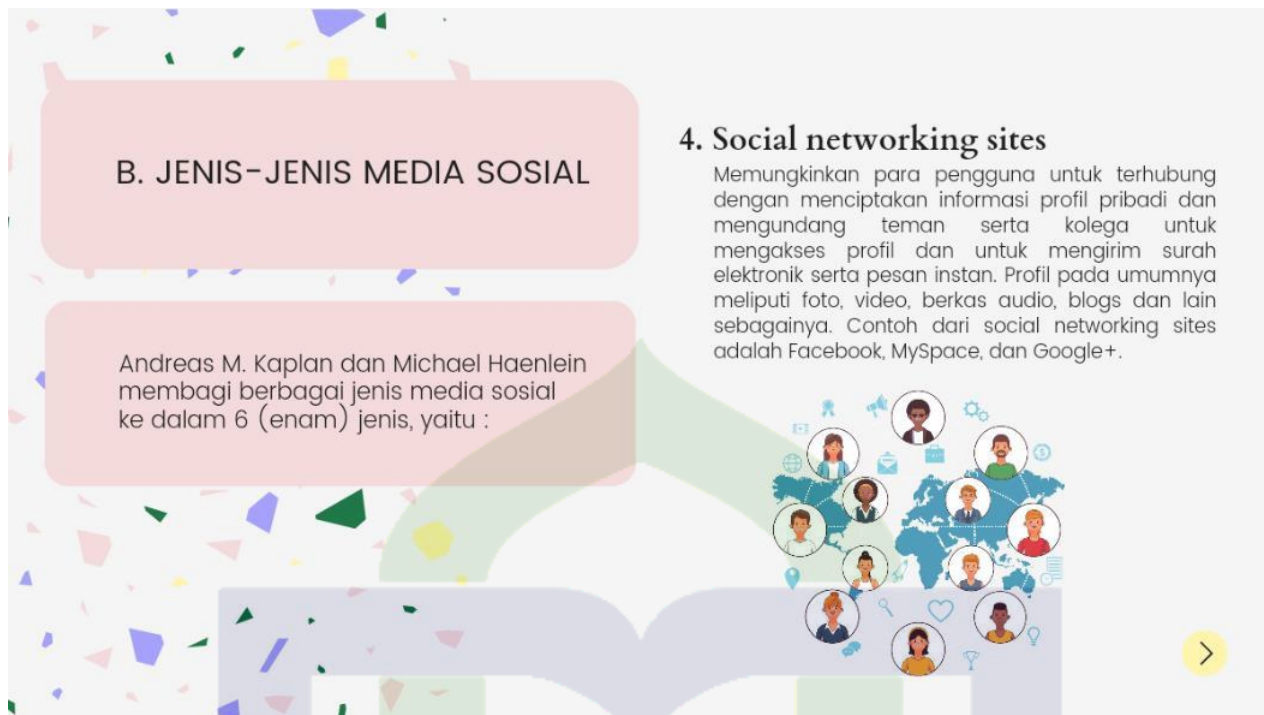 B. JENIS-JENIS MEDIA SOSIAL
Andreas M. Kaplan dan Michael Haenlein
membagi berbagai jenis media sosial
ke dalam 6 (enam) jenis, yaitu :
4. Social networking sites
Memungkinkan para pengguna untuk terhubung
dengan menciptakan informasi profil pribadi dan
mengundang teman serta kolega untuk
mengakses profil dan untuk mengirim surah
elektronik serta pesan instan. Profil pada umumnya
meliputi foto, video, berkas audio, blogs dan lain
sebagainya. Contoh dari social networking sites
adalah Facebook, MySpace, dan Google+.